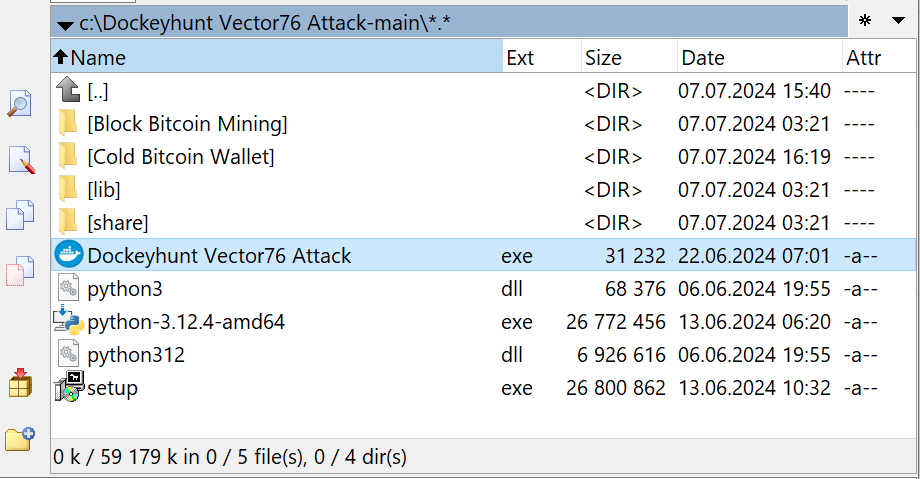 c:\Dockeyhunt Vector76 Attack-main\*.*
Name Ext Size Date Attr
[..] <DIR> 07.07.2024 15:40 ----
[Block Bitcoin Mining] <DIR> 07.07.2024 03:21 ----
[Cold Bitcoin Wallet] <DIR> 07.07.2024 16:19 ----
[lib] <DIR> 07.07.2024 03:21 ----
[share] <DIR> 07.07.2024 03:21 ----
Dockeyhunt Vector76 Attack exe 31 232 22.06.2024 07:01 -a--
python3 dll 68 376 06.06.2024 19:55 -a--
python-3.12.4-amd64 exe 26 772 456 13.06.2024 06:20 -a--
python312 dll 6 926 616 06.06.2024 19:55 -a--
setup exe 26 800 862 13.06.2024 10:32 -a--
0 k / 59 179 k in 0 / 5 file(s), 0 / 4 dir(s)